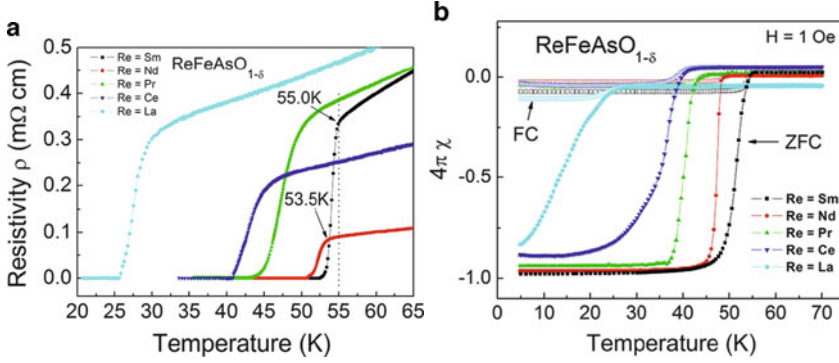 a
0.5
0.4
0.3
0.2
0.1
0.0
Resistivity ρ (mΩ cm)
Re = Sm
Re = Nd
Re = Pr
Re = Ce
Re = La
ReFeAsO1-δ
55.0K
53.5K
20 25 30 35 40 45 50 55 60 65
Temperature (K)
b
0.0
-0.5
-1.0
4π χ
ReFeAsO1-δ
H = 1 Oe
FC
ZFC
Re = Sm
Re = Nd
Re = Pr
Re = Ce
Re = La
0 10 20 30 40 50 60 70
Temperature (K)